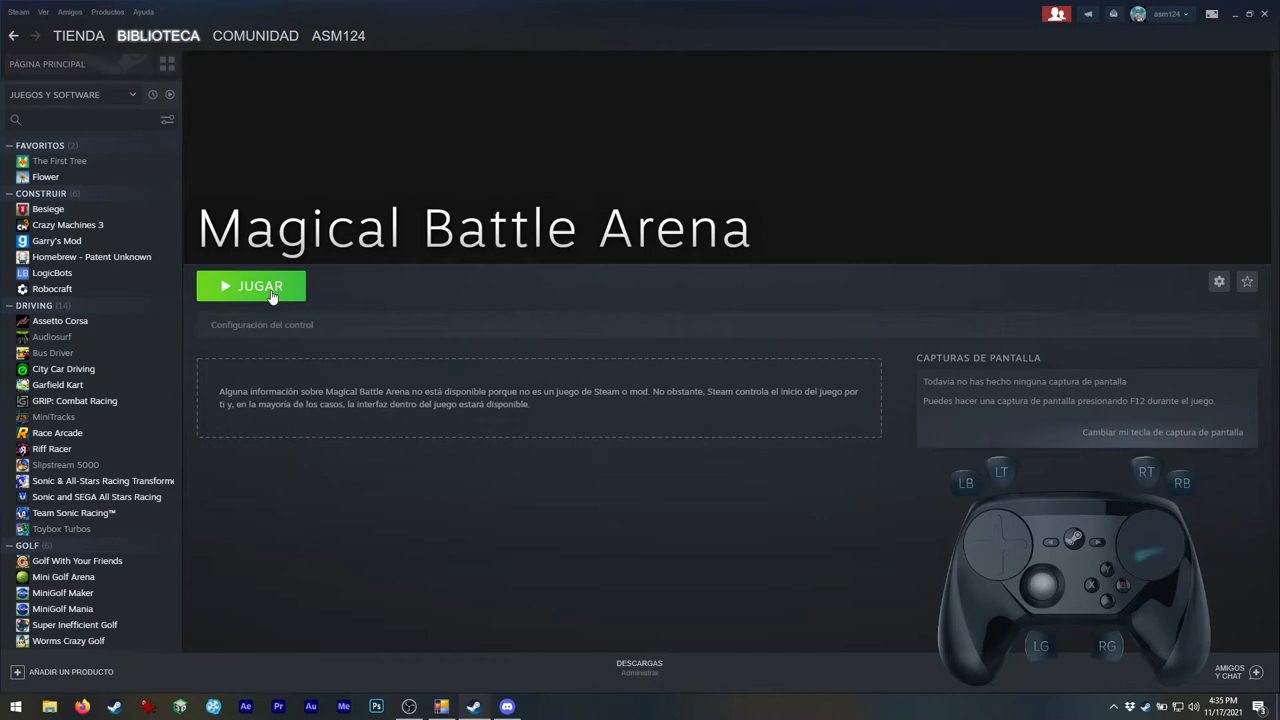 Steam Ver Amigos Productos Ayuda
asm124
TIENDA BIBLIOTECA COMUNIDAD ASM124
PÁGINA PRINCIPAL
JUEGOS Y SOFTWARE
FAVORITOS (2)
The First Tree
Flower
CONSTRUIR (6)
Besiege
Crazy Machines 3
Garry's Mod
Homebrew - Patent Unknown
LogicBots
Robocraft
DRIVING (14)
Assetto Corsa
Audiosurf
Bus Driver
City Car Driving
Garfield Kart
GRIP: Combat Racing
MiniTracks
Race Arcade
Riff Racer
Slipstream 5000
Sonic & All-Stars Racing Transforme
Sonic and SEGA All Stars Racing
Team Sonic Racing™
Toybox Turbos
GOLF (6)
Golf With Your Friends
Mini Golf Arena
MiniGolf Maker
MiniGolf Mania
Super Inefficient Golf
Worms Crazy Golf
AÑADIR UN PRODUCTO
Magical Battle Arena
JUGAR
Configuración del control
Alguna información sobre Magical Battle Arena no está disponible porque no es un juego de Steam o mod. No obstante, Steam controla el inicio del juego por
ti y, en la mayoría de los casos, la interfaz dentro del juego estará disponible.
CAPTURAS DE PANTALLA
Todavía no has hecho ninguna captura de pantalla
Puedes hacer una captura de pantalla presionando F12 durante el juego.
Cambiar mi tecla de captura de pantalla
LB LT RT RB
Y
X
A
LG RG
DESCARGAS
Administrar
AMIGOS
Y CHAT
Ae Pr Au Me Ps
4:35 PM
11/17/2021
3